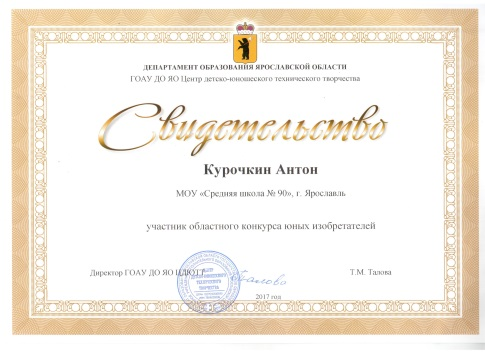 ДЕПАРТАМЕНТ ОБРАЗОВАНИЯ ЯРОСЛАВСКОЙ ОБЛАСТИ
ГОАУ ДО ЯО Центр детско-юношеского технического творчества
Свидетельство
Курочкин Антон
МОУ «Средняя школа № 90», г. Ярославль
участник областного конкурса юных изобретателей
Директор ГОАУ ДО ЯО ЦДЮТТ
Т.М. Талова
2017 год